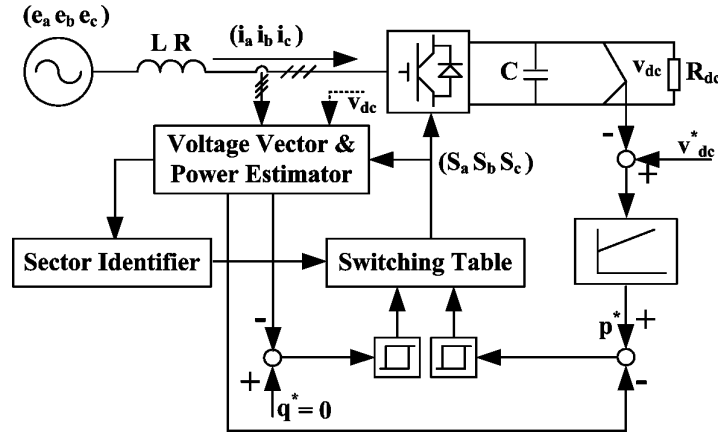 (ea eb ec)
L R
(ia ib ic)
vdc
C
vdc
Rdc
Voltage Vector &
Power Estimator
(Sa Sb Sc)
-
+
v*dc
Sector Identifier
Switching Table
-
+
q*= 0
p*
+
-